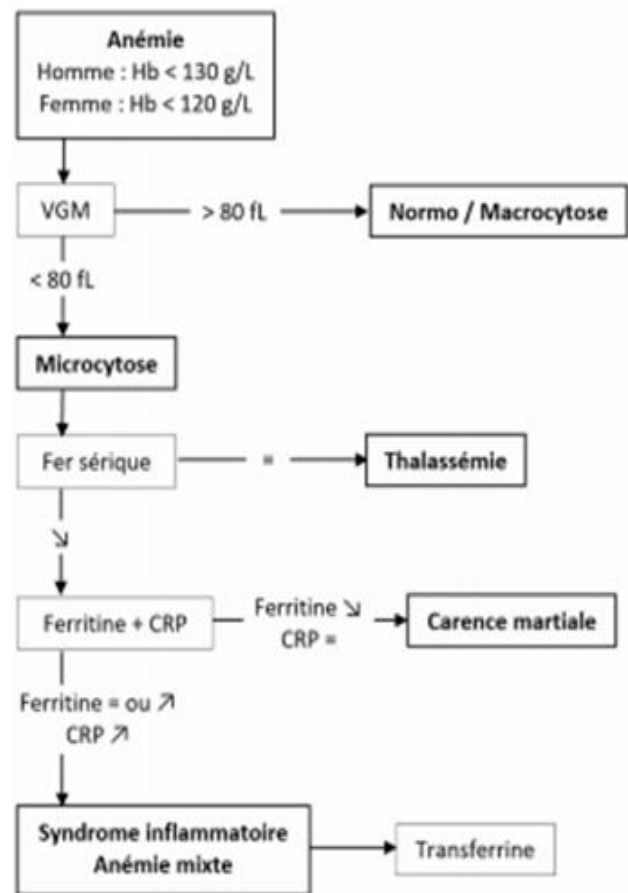 Anémie
Homme : Hb < 130 g/L
Femme : Hb < 120 g/L
VGM
> 80 fL
Normo / Macrocytose
< 80 fL
Microcytose
Fer sérique
=
Thalassémie
↘
Ferritine + CRP
Ferritine ↘
CRP =
Carence martiale
Ferritine = ou ↗
CRP ↗
Syndrome inflammatoire
Anémie mixte
Transferrine